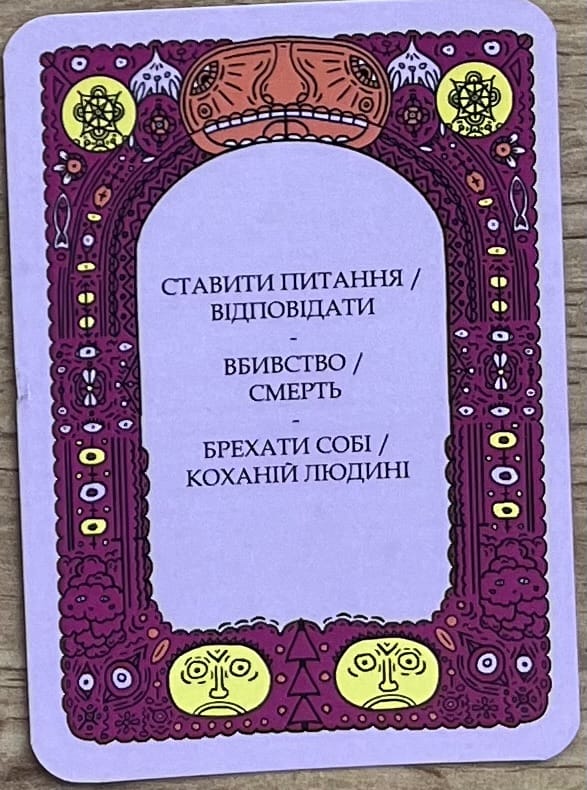 СТАВИТИ ПИТАННЯ /
ВІДПОВІДАТИ
-
ВБИВСТВО /
СМЕРТЬ
-
БРЕХАТИ СОБІ /
КОХАНІЙ ЛЮДИНІ